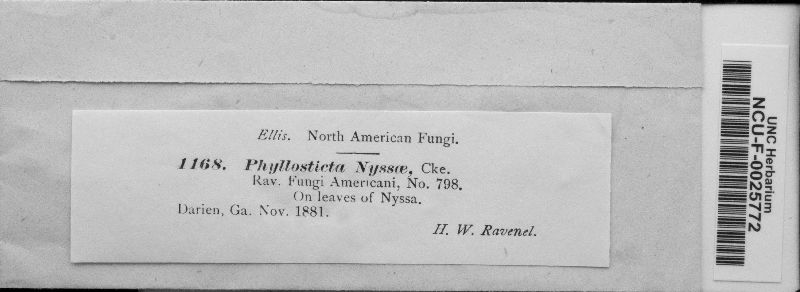 Ellis. North American Fungi.
1168. Phyllosticta Nyssæ, Cke.
Rav. Fungi Americani, No. 798.
On leaves of Nyssa.
Darien, Ga. Nov. 1881.
H. W. Ravenel.
UNC Herbarium
NCU-F-0025772